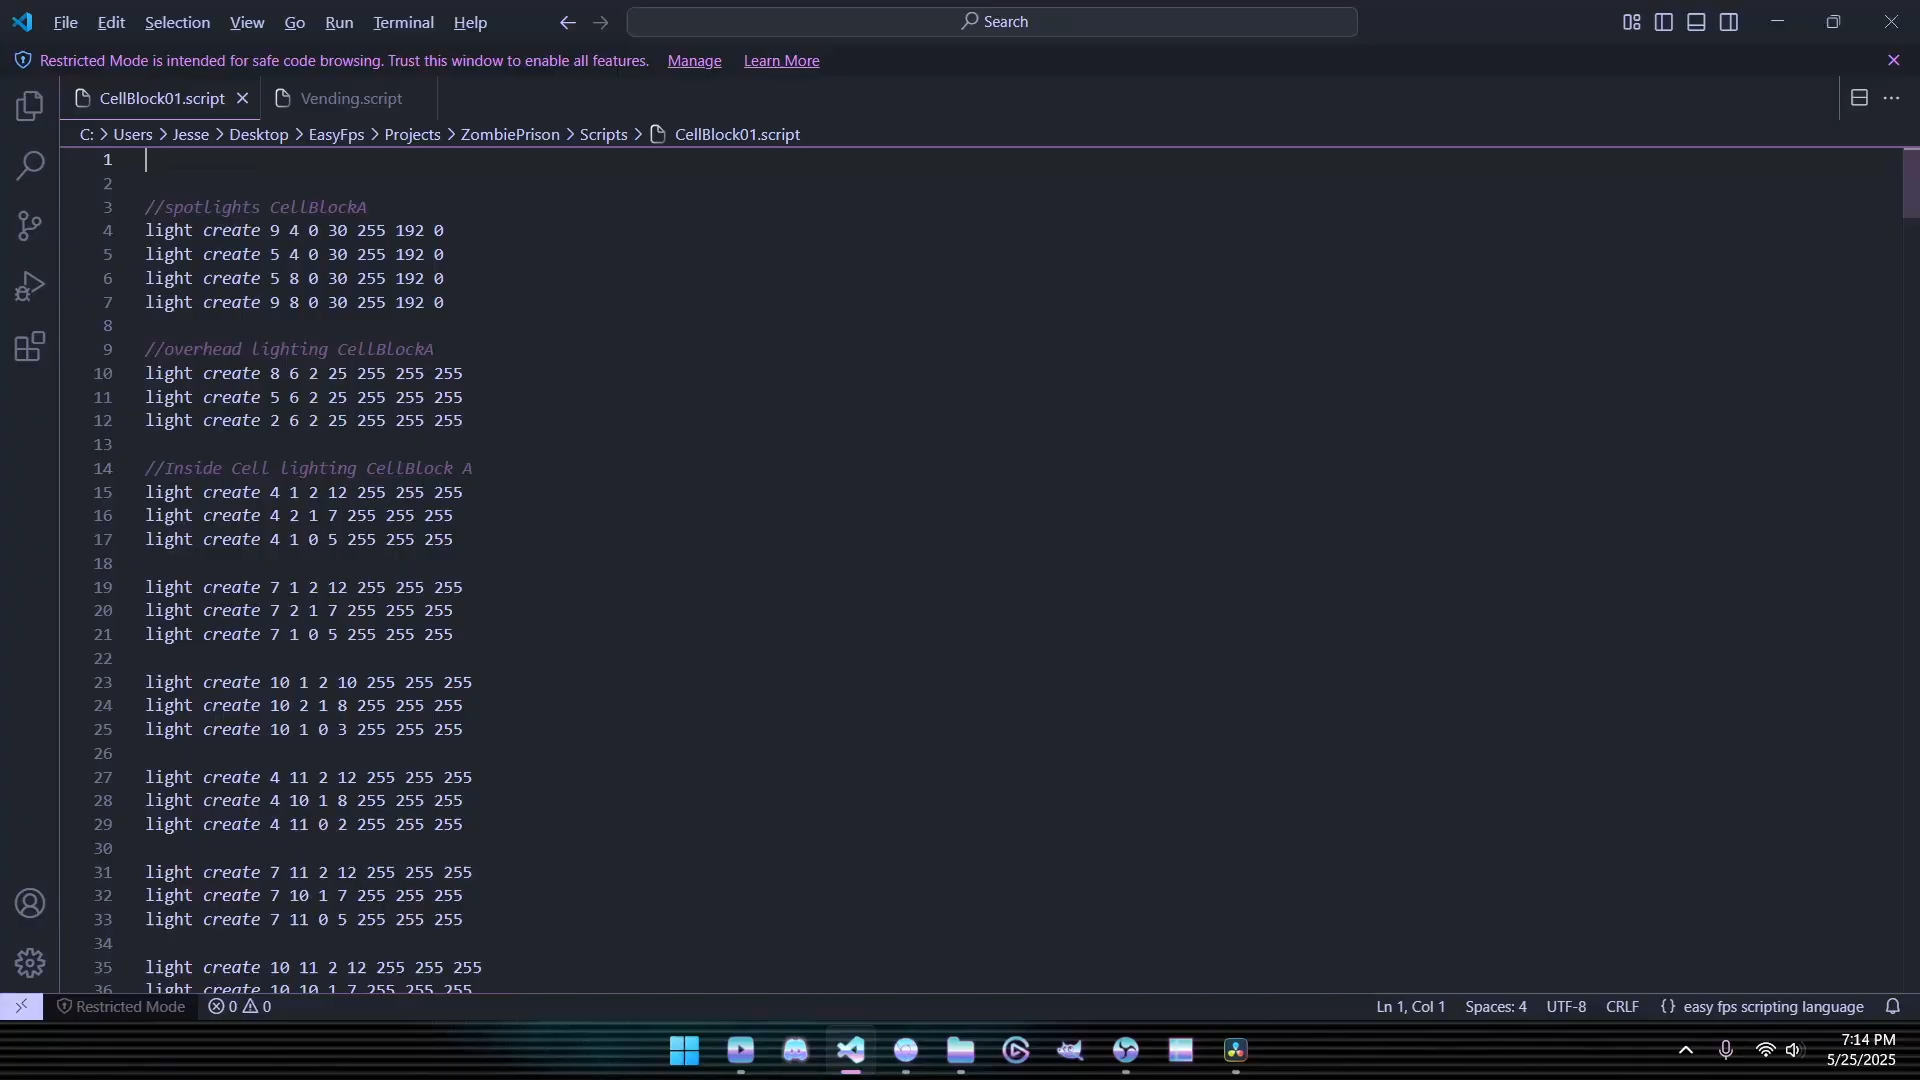 File Edit Selection View Go Run Terminal Help Search
Restricted Mode is intended for safe code browsing. Trust this window to enable all features. Manage Learn More
CellBlock01.script Vending.script
C: > Users > Jesse > Desktop > EasyFps > Projects > ZombiePrison > Scripts > CellBlock01.script
1
2
3 //spotlights CellBlockA
4 light create 9 4 0 30 255 192 0
5 light create 5 4 0 30 255 192 0
6 light create 5 8 0 30 255 192 0
7 light create 9 8 0 30 255 192 0
8
9 //overhead lighting CellBlockA
10 light create 8 6 2 25 255 255 255
11 light create 5 6 2 25 255 255 255
12 light create 2 6 2 25 255 255 255
13
14 //Inside Cell lighting CellBlock A
15 light create 4 1 2 12 255 255 255
16 light create 4 2 1 7 255 255 255
17 light create 4 1 0 5 255 255 255
18
19 light create 7 1 2 12 255 255 255
20 light create 7 2 1 7 255 255 255
21 light create 7 1 0 5 255 255 255
22
23 light create 10 1 2 10 255 255 255
24 light create 10 2 1 8 255 255 255
25 light create 10 1 0 3 255 255 255
26
27 light create 4 11 2 12 255 255 255
28 light create 4 10 1 8 255 255 255
29 light create 4 11 0 2 255 255 255
30
31 light create 7 11 2 12 255 255 255
32 light create 7 10 1 7 255 255 255
33 light create 7 11 0 5 255 255 255
34
35 light create 10 11 2 12 255 255 255
36 light create 10 10 1 7 255 255 255
Restricted Mode 0 0 Ln 1, Col 1 Spaces: 4 UTF-8 CRLF {} easy fps scripting language
7:14 PM
5/25/2025